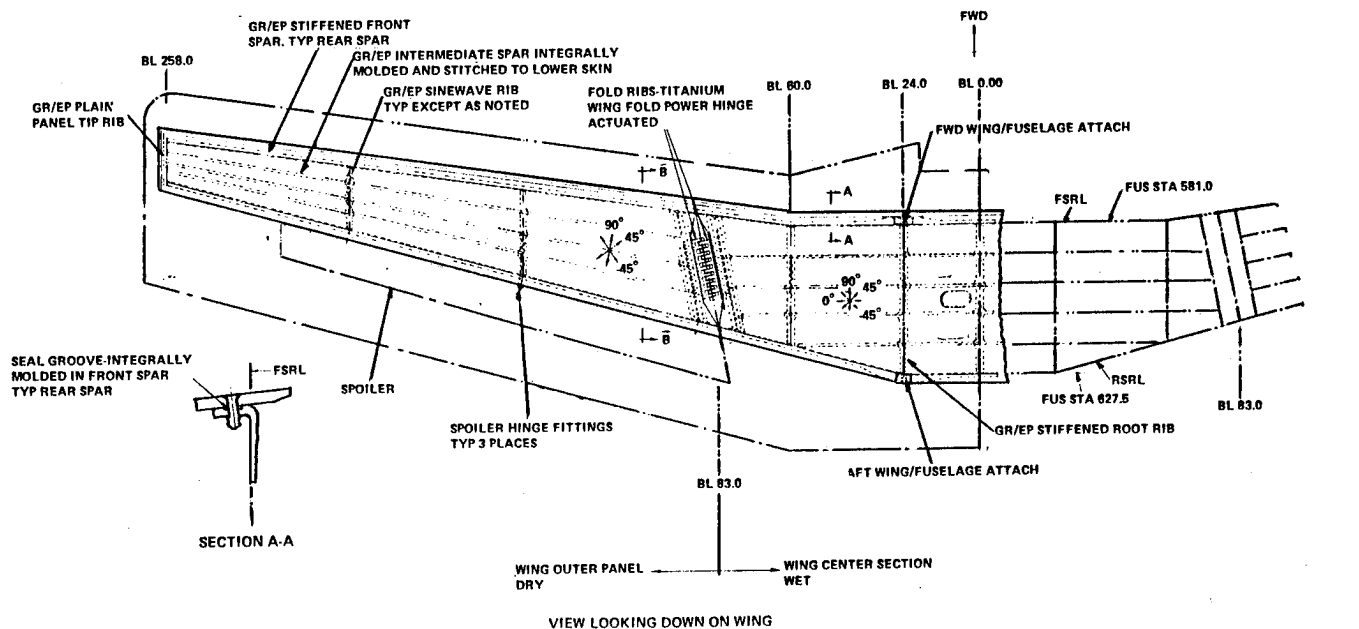 FWD
GR/EP STIFFENED FRONT
SPAR. TYP REAR SPAR
GR/EP INTERMEDIATE SPAR INTEGRALLY
MOLDED AND STITCHED TO LOWER SKIN
BL 258.0
GR/EP SINEWAVE RIB
TYP EXCEPT AS NOTED
FOLD RIBS-TITANIUM
WING FOLD POWER HINGE
ACTUATED
BL 60.0
BL 24.0
BL 0.00
GR/EP PLAIN
PANEL TIP RIB
FWD WING/FUSELAGE ATTACH
B
A
FSRL
FUS STA 581.0
A
90°
45°
-45°
90°
0°
45°
-45°
B
SEAL GROOVE-INTEGRALLY
MOLDED IN FRONT SPAR
TYP REAR SPAR
FSRL
SPOILER
RSRL
FUS STA 627.5
BL 83.0
SPOILER HINGE FITTINGS
TYP 3 PLACES
GR/EP STIFFENED ROOT RIB
AFT WING/FUSELAGE ATTACH
BL 83.0
SECTION A-A
WING OUTER PANEL
DRY
WING CENTER SECTION
WET
VIEW LOOKING DOWN ON WING